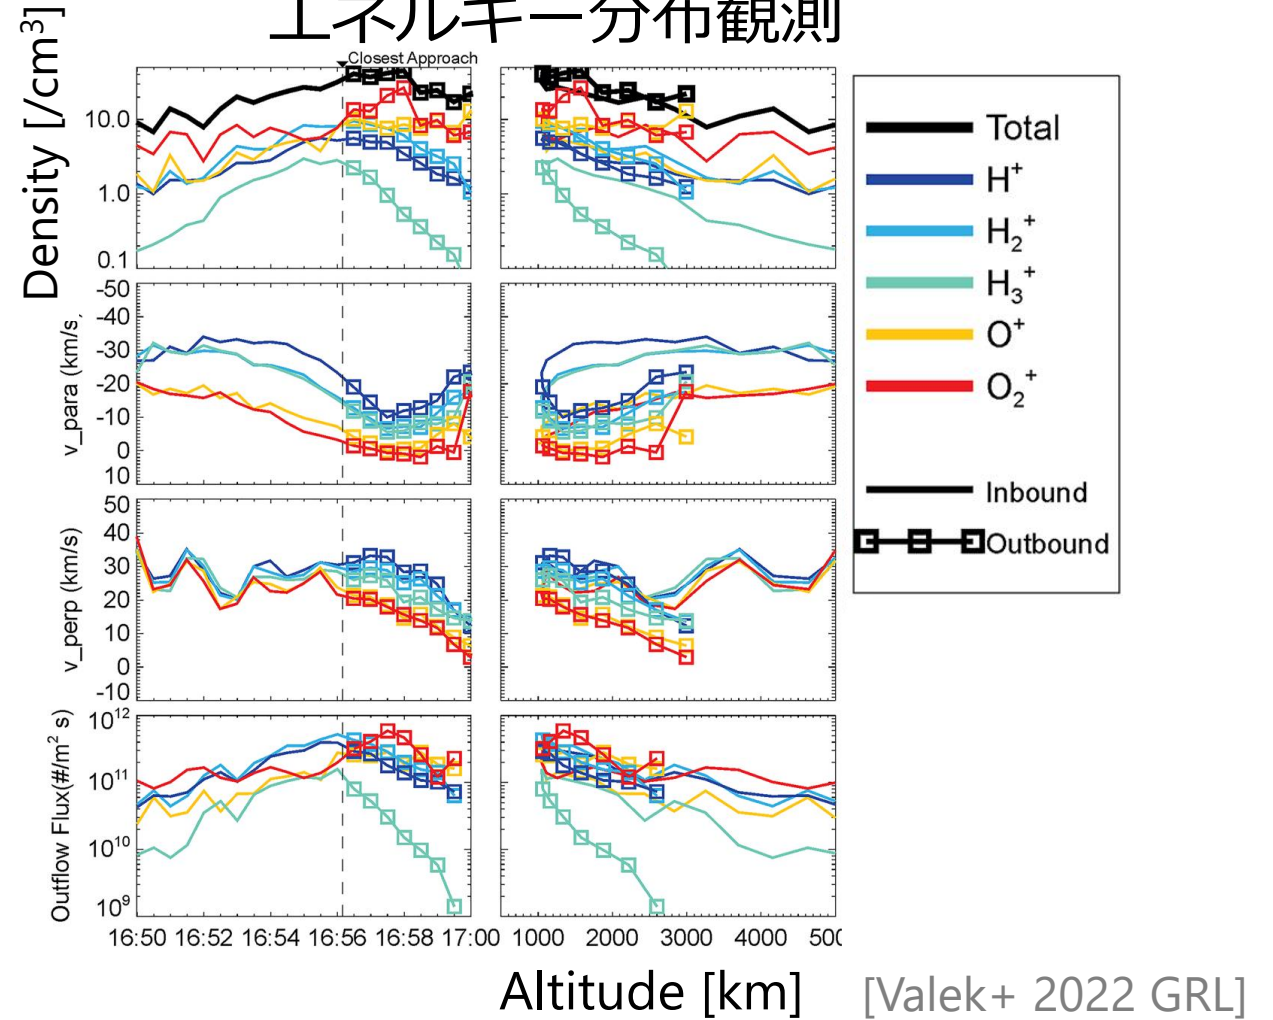 エネルギー分布観測
Closest Approach
Density [/cm³]
10.0
1.0
0.1
v_para (km/s)
-50
-40
-30
-20
-10
0
10
v_perp (km/s)
50
40
30
20
10
0
-10
Outflow Flux(#/m² s)
10¹²
10¹¹
10¹⁰
10⁹
16:50 16:52 16:54 16:56 16:58 17:00
1000 2000 3000 4000 500
Total
H⁺
H₂⁺
H₃⁺
O⁺
O₂⁺
Inbound
Outbound
Altitude [km]
[Valek+ 2022 GRL]